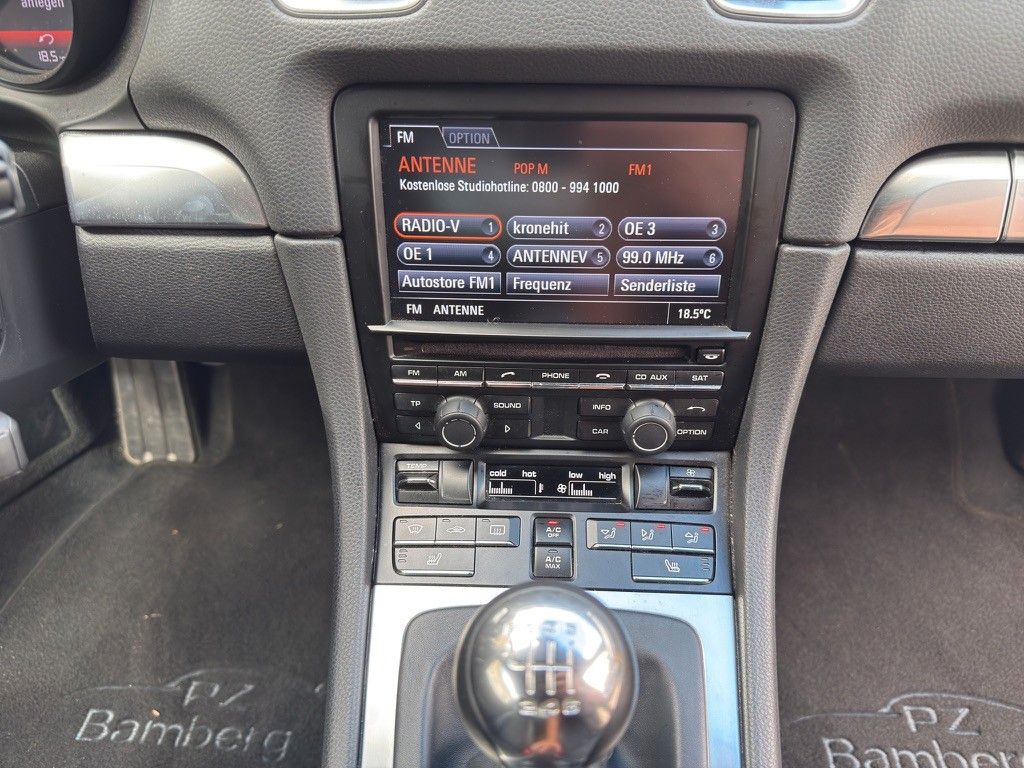 anlegen
18.5
FM OPTION
ANTENNE POP M FM1
Kostenlose Studiohotline: 0800 - 994 1000
RADIO-V 1 kronehit 2 OE 3 3
OE 1 4 ANTENNEV 5 99.0 MHz 6
Autostore FM1 Frequenz Senderliste
FM ANTENNE 18.5°C
FM AM PHONE CD AUX SAT
TP SOUND INFO
CAR OPTION
TEMP cold hot low high
A/C OFF
A/C MAX
PZ
Bamberg
PZ
Bamberg